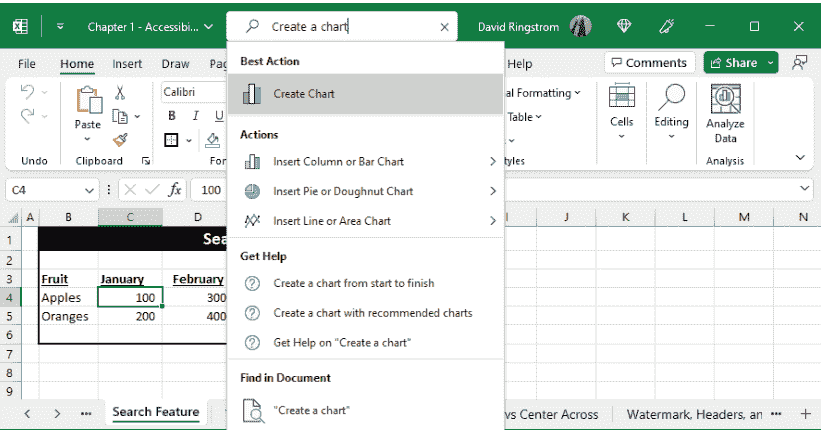 Chapter 1 - Accessibi...
Create a chart
David Ringstrom
File Home Insert Draw Pag
Help
Comments
Share
Best Action
Create Chart
Actions
Insert Column or Bar Chart
Insert Pie or Doughnut Chart
Insert Line or Area Chart
Get Help
Create a chart from start to finish
Create a chart with recommended charts
Get Help on "Create a chart"
Find in Document
"Create a chart"
Paste
Calibri
B I U
al Formatting
Table
Cells
Editing
Analyze
Data
Undo
Clipboard
For
tyles
Analysis
C4
fx
100
A B C D I J K L M N
1 Sea
2
3 Fruit January February
4 Apples 100 300
5 Oranges 200 400
6
7
8
9
Search Feature
vs Center Across
Watermark, Headers, an